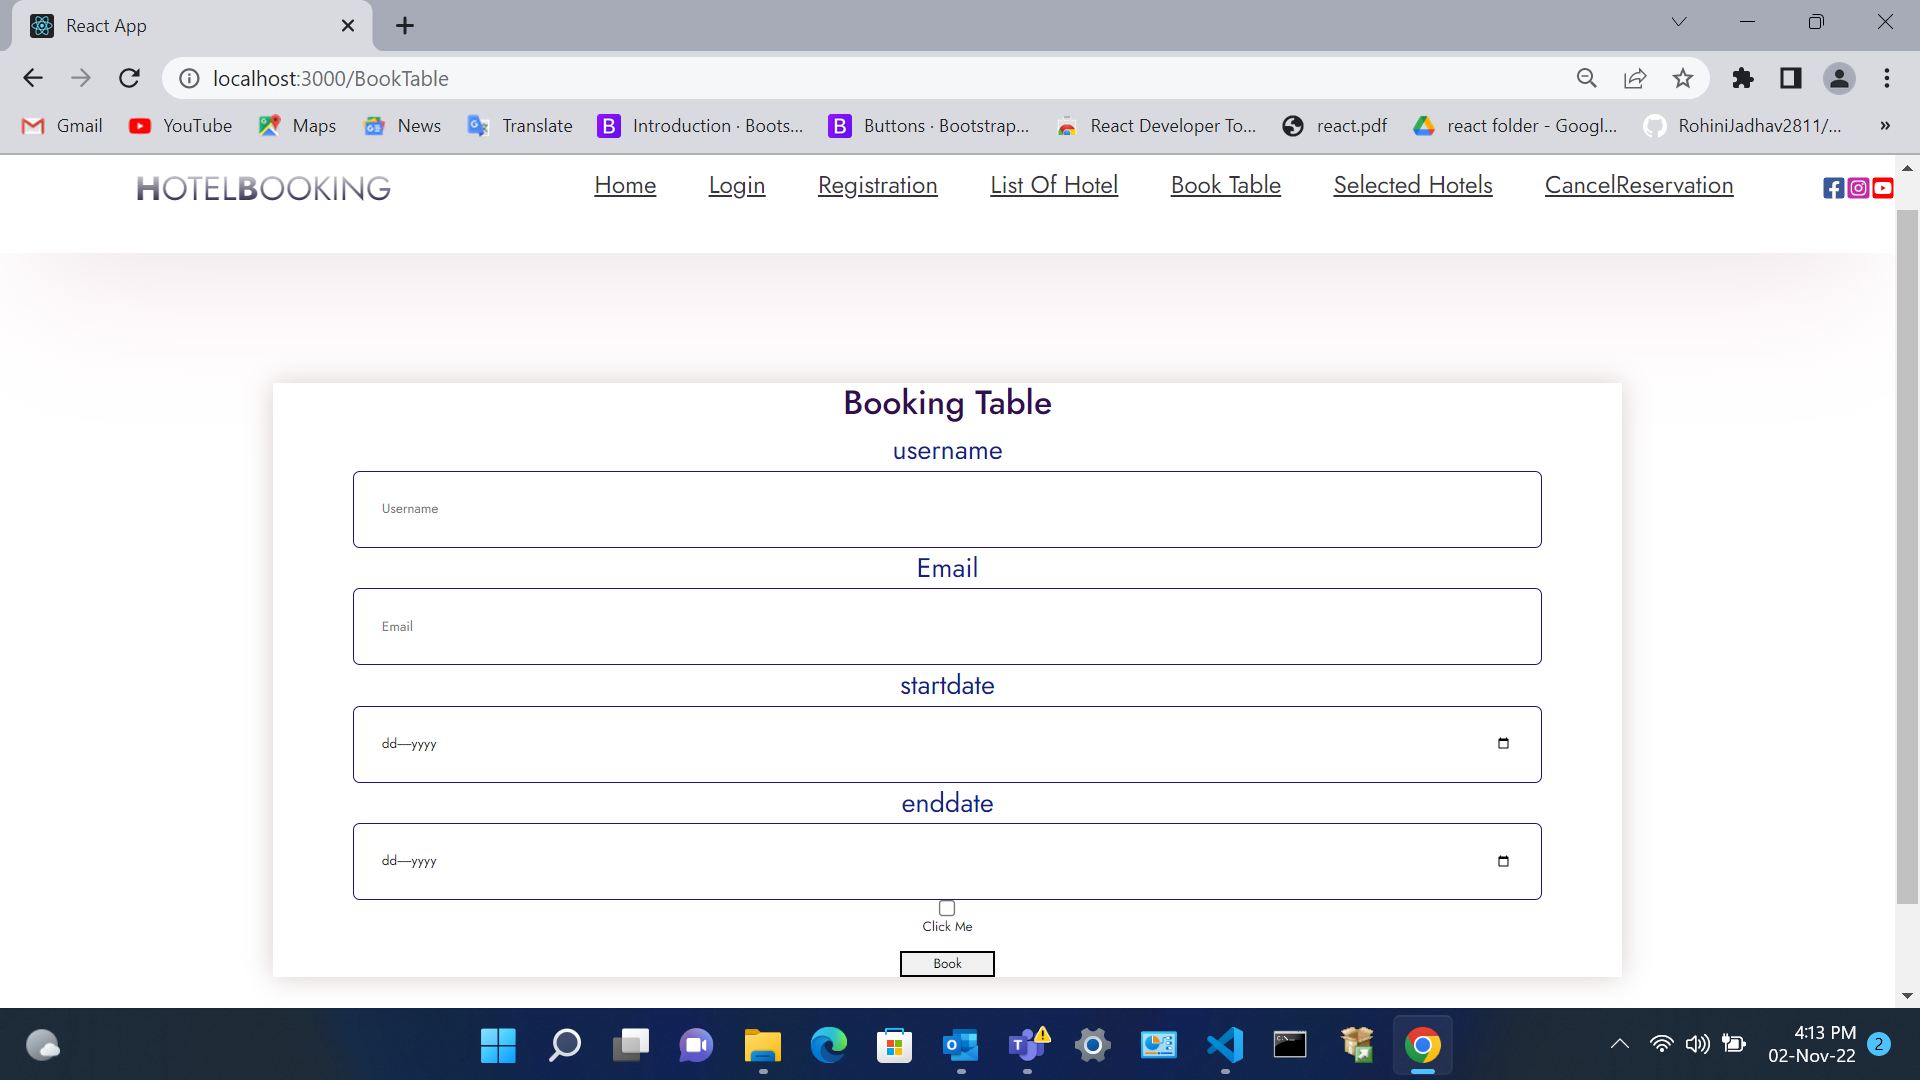 React App
localhost:3000/BookTable
Gmail YouTube Maps News Translate Introduction · Boots... Buttons · Bootstrap... React Developer To... react.pdf react folder - Googl... RohiniJadhav2811/... »
HOTELBOOKING Home Login Registration List Of Hotel Book Table Selected Hotels CancelReservation
Booking Table
username
Username
Email
Email
startdate
dd---yyyy
enddate
dd---yyyy
Click Me
Book
4:13 PM
02-Nov-22 2